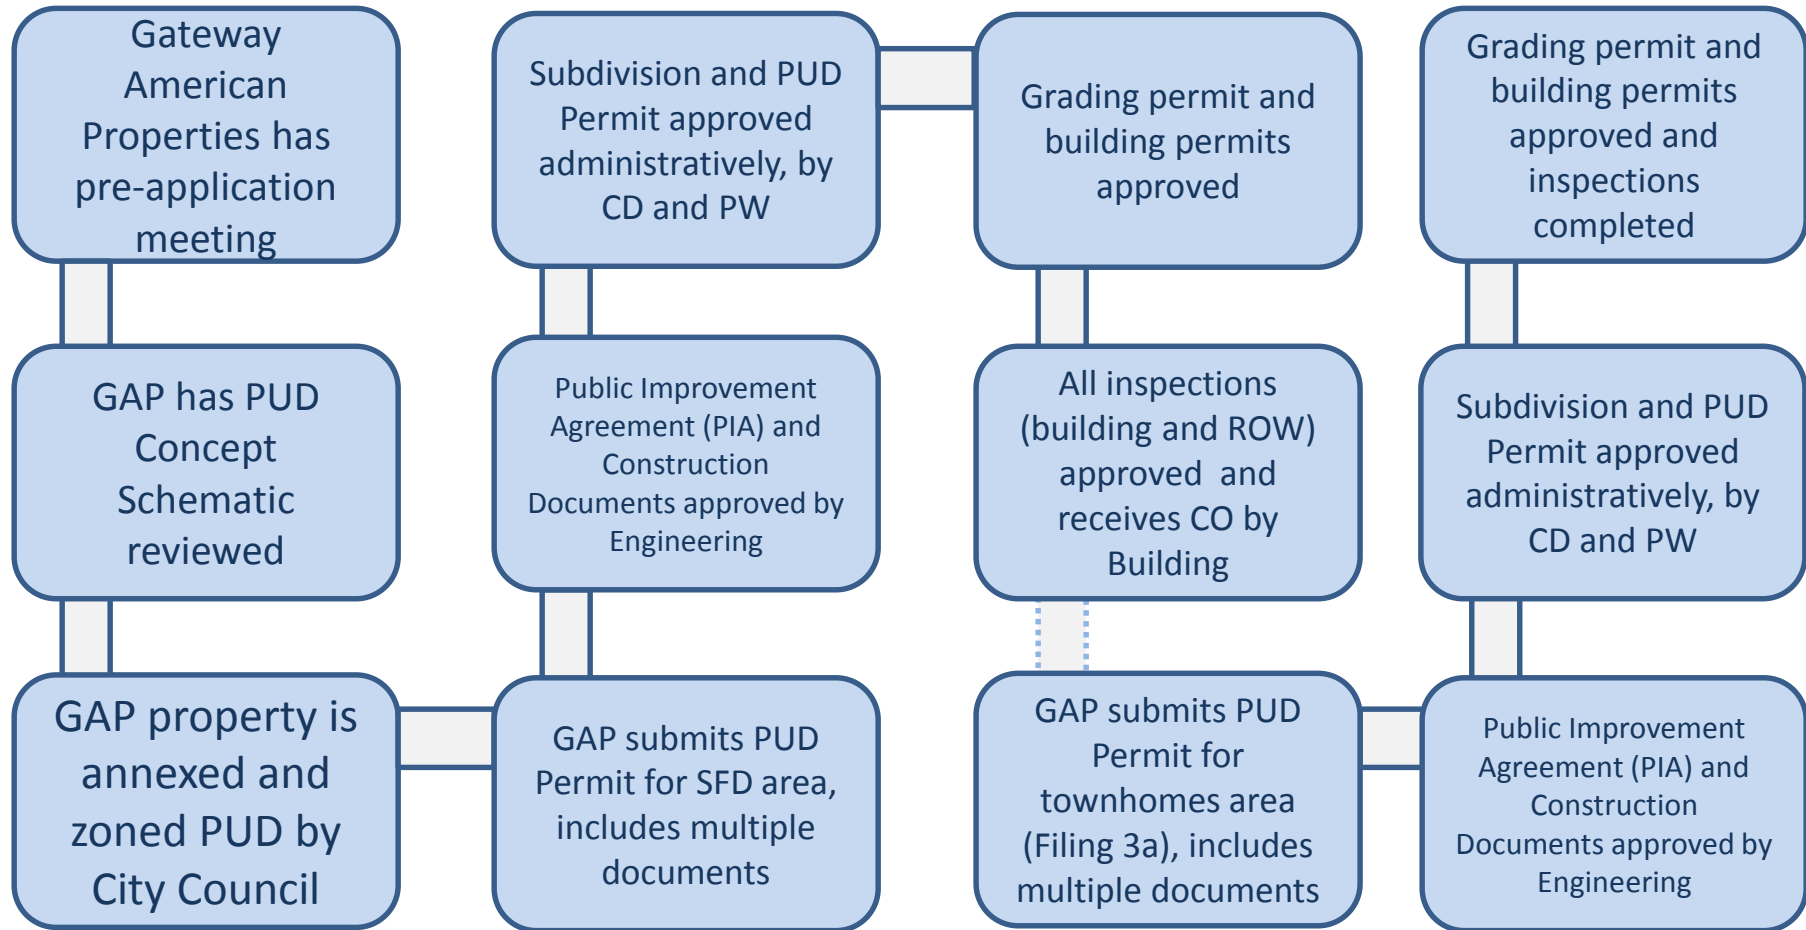 Gateway
American
Properties has
pre-application
meeting
GAP has PUD
Concept
Schematic
reviewed
GAP property is
annexed and
zoned PUD by
City Council
GAP submits PUD
Permit for SFD area,
includes multiple
documents
Public Improvement
Agreement (PIA) and
Construction
Documents approved by
Engineering
Subdivision and PUD
Permit approved
administratively, by
CD and PW
Grading permit and
building permits
approved
All inspections
(building and ROW)
approved and
receives CO by
Building
GAP submits PUD
Permit for
townhomes area
(Filing 3a), includes
multiple documents
Public Improvement
Agreement (PIA) and
Construction
Documents approved by
Engineering
Subdivision and PUD
Permit approved
administratively, by
CD and PW
Grading permit and
building permits
approved and
inspections
completed